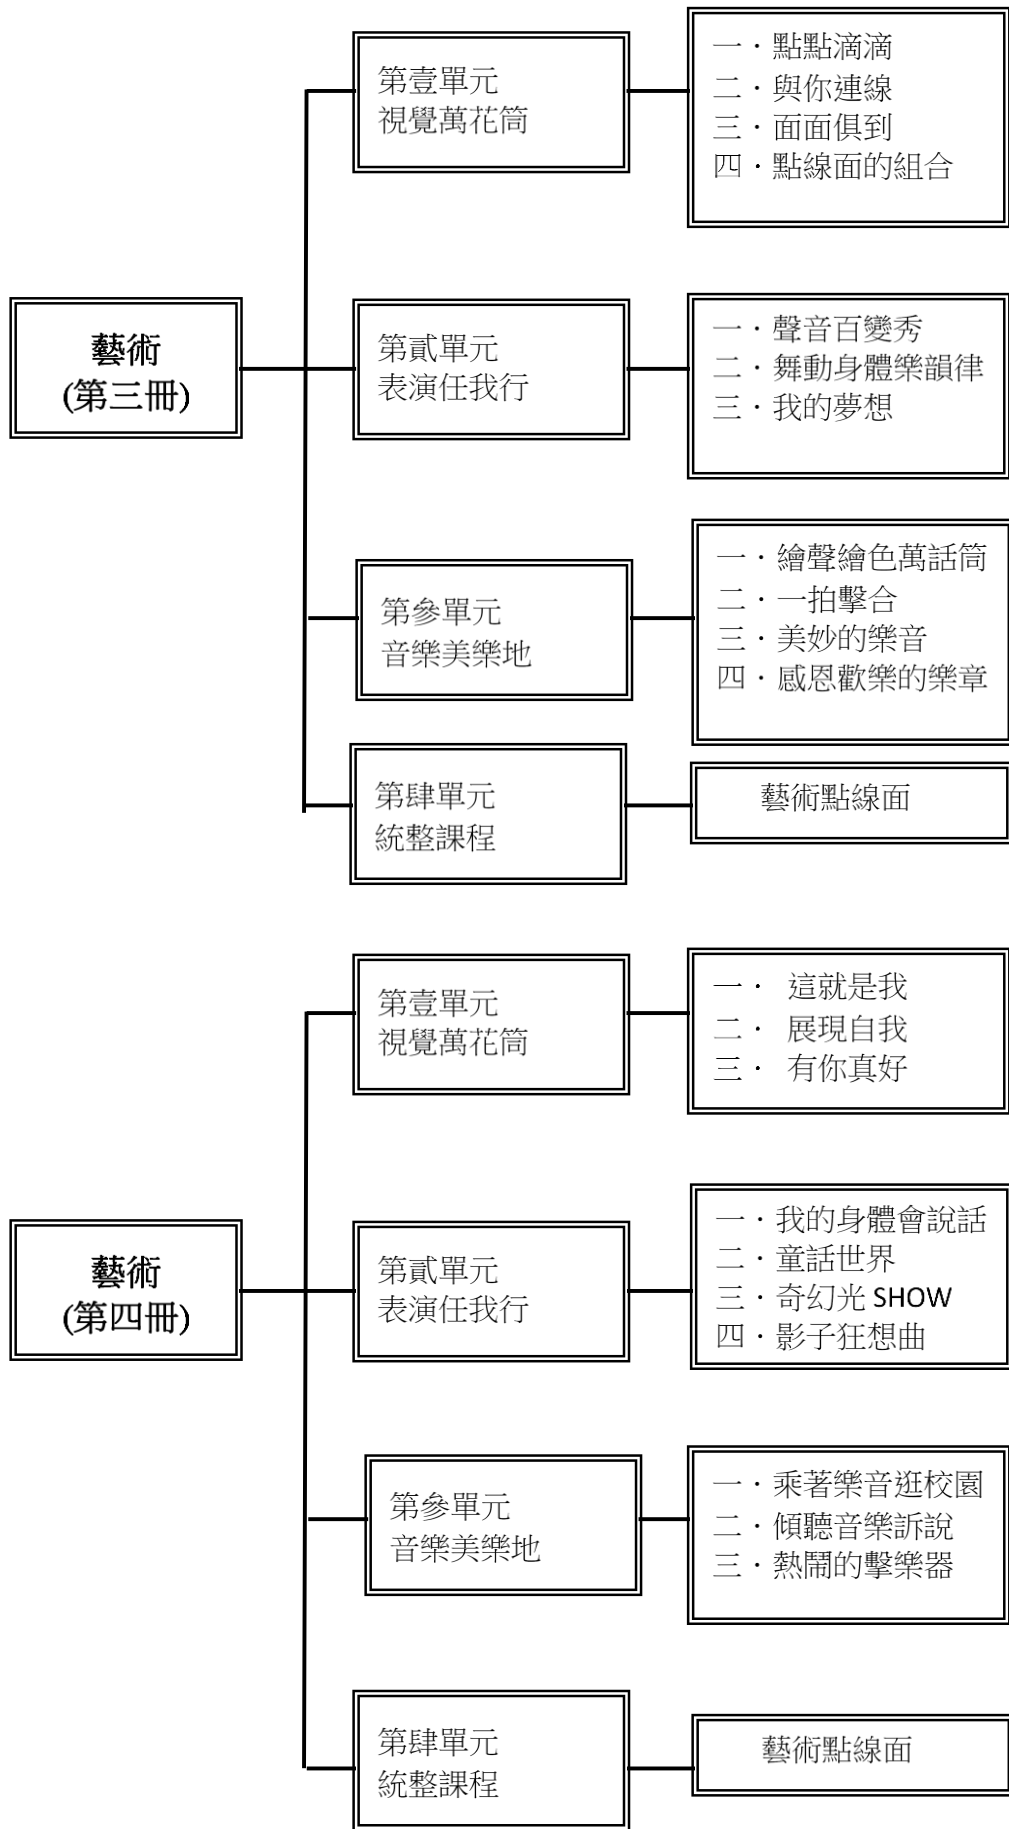 藝術
(第三冊)
第壹單元
視覺萬花筒
一．點點滴滴
二．與你連線
三．面面俱到
四．點線面的組合
第貳單元
表演任我行
一．聲音百變秀
二．舞動身體樂韻律
三．我的夢想
第參單元
音樂美樂地
一．繪聲繪色萬話筒
二．一拍擊合
三．美妙的樂音
四．感恩歡樂的樂章
第肆單元
統整課程
藝術點線面
藝術
(第四冊)
第壹單元
視覺萬花筒
一． 這就是我
二． 展現自我
三． 有你真好
第貳單元
表演任我行
一．我的身體會說話
二．童話世界
三．奇幻光 SHOW
四．影子狂想曲
第參單元
音樂美樂地
一．乘著樂音逛校園
二．傾聽音樂訴說
三．熱鬧的擊樂器
第肆單元
統整課程
藝術點線面